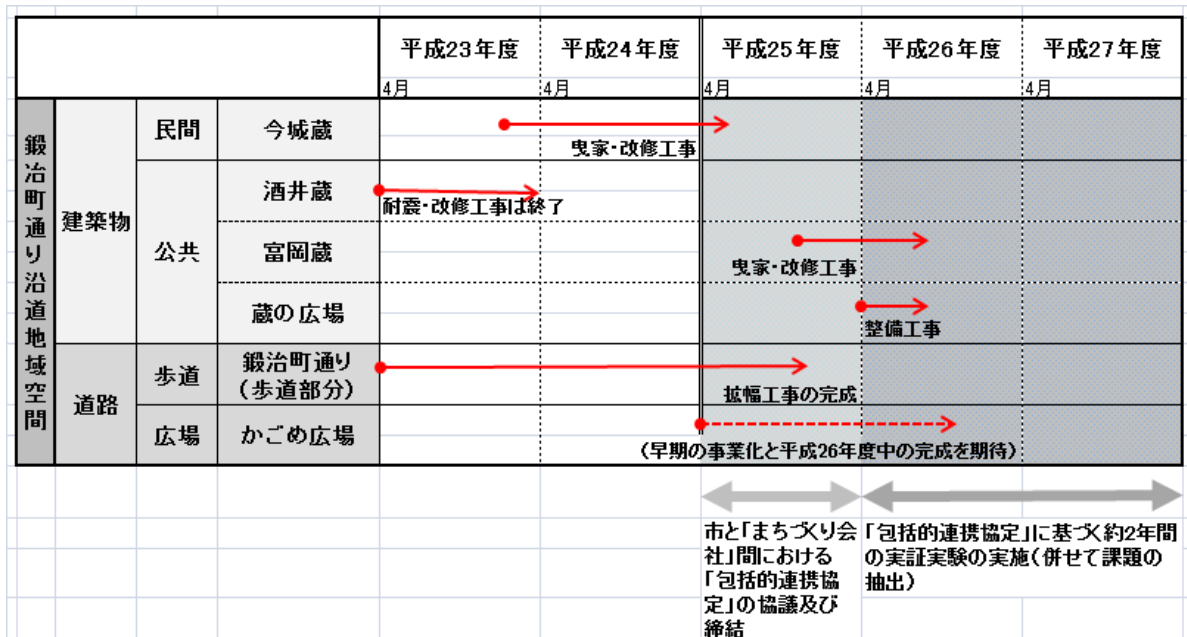 平成23年度 平成24年度 平成25年度 平成26年度 平成27年度
4月 4月 4月 4月 4月
鍛冶町通り沿道地域空間
建築物
民間
今城蔵
曳家・改修工事
公共
酒井蔵
耐震・改修工事は終了
富岡蔵
曳家・改修工事
蔵の広場
整備工事
道路
歩道
鍛冶町通り
(歩道部分)
拡幅工事の完成
広場
かごめ広場
(早期の事業化と平成26年度中の完成を期待)
市と「まちづくり会
社」間における
「包括的連携協
定」の協議及び
締結
「包括的連携協定」に基づく約2年間
の実証実験の実施(併せて課題の
抽出)